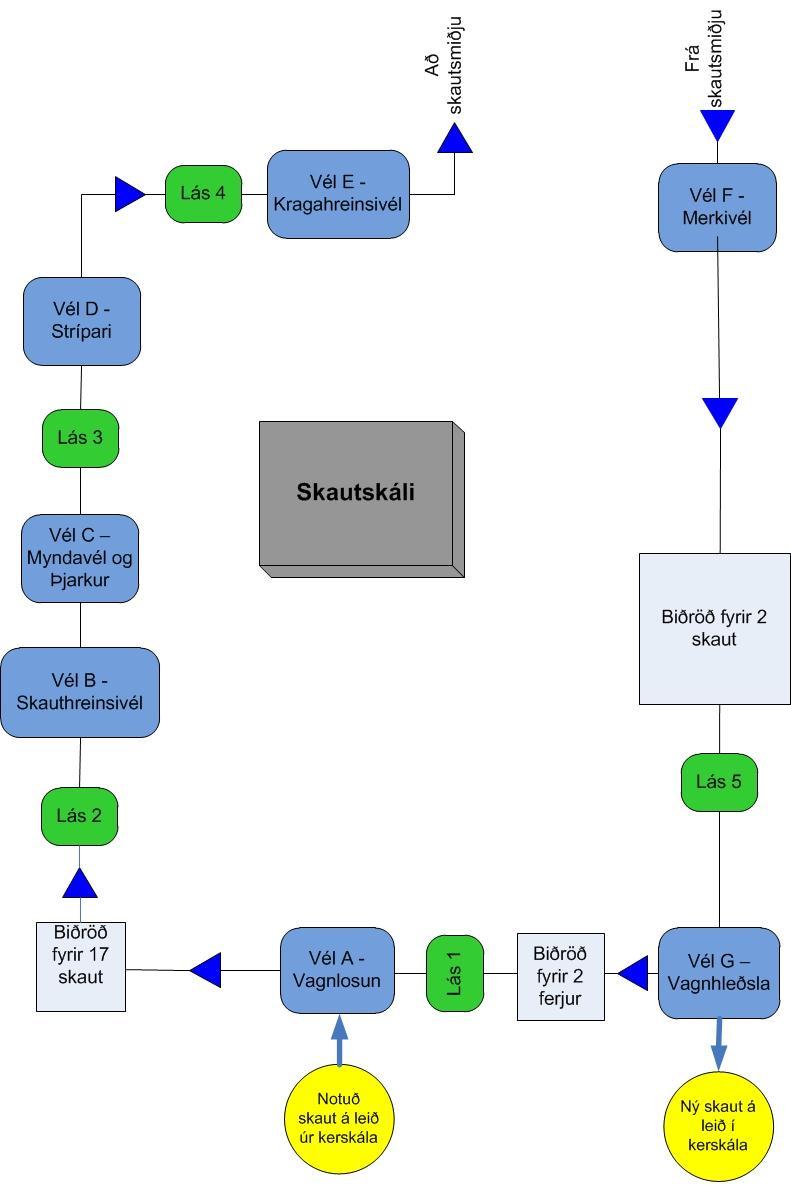 Að
skautsmiðju
Frá
skautsmiðju
Lás 4
Vél E -
Kragahreinsivél
Vél F -
Merkivél
Vél D -
Strípari
Lás 3
Skautskáli
Vél C –
Myndavél og
Þjarkur
Biðröð fyrir 2
skaut
Vél B -
Skauthreinsivél
Lás 5
Lás 2
Biðröð
fyrir 17
skaut
Vél A -
Vagnlosun
Lás 1
Biðröð
fyrir 2
ferjur
Vél G –
Vagnhleðsla
Notuð
skaut á leið
úr kerskála
Ný skaut á
leið í
kerskála